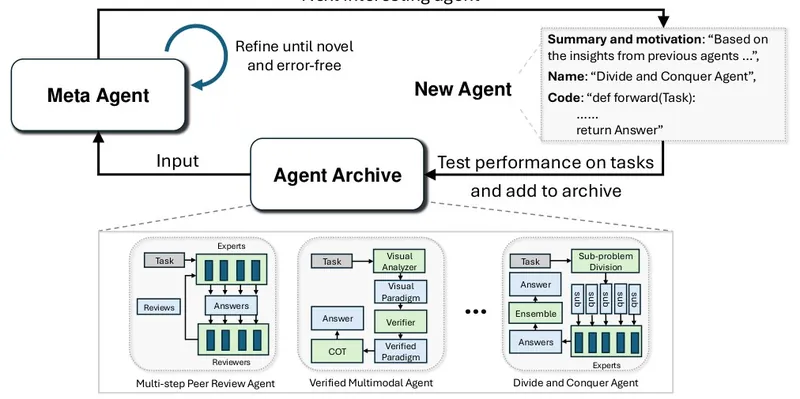 Next interesting agent
Refine until novel
and error-free
Meta Agent
New Agent
Summary and motivation: “Based on
the insights from previous agents ...”,
Name: “Divide and Conquer Agent”,
Code: “def forward(Task):
......
return Answer”
Input
Agent Archive
Test performance on tasks
and add to archive
Experts
Task
Reviews
Answers
Reviewers
Multi-step Peer Review Agent
Task
Visual
Analyzer
Visual
Paradigm
Answer
Verifier
COT
Verified
Paradigm
Verified Multimodal Agent
...
Task
Sub-problem
Division
Answer
sub
sub
sub
sub
sub
Ensemble
Answers
Experts
Divide and Conquer Agent